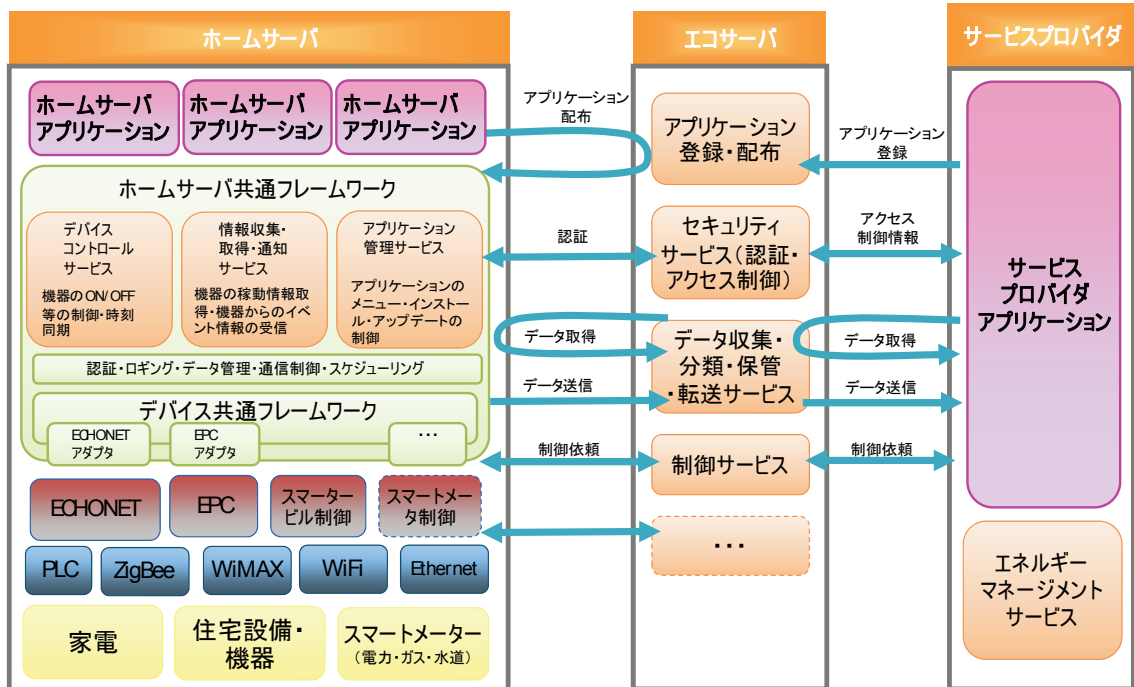 ホームサーバ
エコサーバ
サービスプロバイダ
ホームサーバ
アプリケーション
ホームサーバ
アプリケーション
ホームサーバ
アプリケーション
アプリケーション
配布
アプリケーション
登録・配布
アプリケーション
登録
ホームサーバ共通フレームワーク
デバイス
コントロール
サービス
機器のON/OFF
等の制御・時刻
同期
情報収集・
取得・通知
サービス
機器の稼動情報取
得・機器からのイベ
ント情報の受信
アプリケーション
管理サービス
アプリケーションの
メニュー・インストー
ル・アップデートの
制御
認証
セキュリティ
サービス(認証・
アクセス制御)
アクセス
制御情報
サービス
プロバイダ
アプリケーション
データ取得
データ収集・
分類・保管
・転送サービス
データ取得
認証・ロギング・データ管理・通信制御・スケジューリング
データ送信
データ送信
デバイス共通フレームワーク
ECHONET
アダプタ
EPC
アダプタ
…
制御依頼
制御サービス
制御依頼
ECHONET
EPC
スマーター
ビル制御
スマートメー
タ制御
…
PLC
ZigBee
WiMAX
WiFi
Ethernet
エネルギー
マネージメント
サービス
家電
住宅設備・
機器
スマートメーター
(電力・ガス・水道)